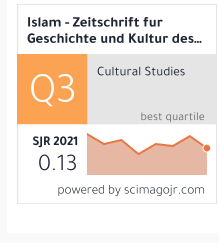 Islam - Zeitschrift fur
Geschichte und Kultur des...
Q3
Cultural Studies
best quartile
SJR 2021
0.13
powered by scimagojr.com